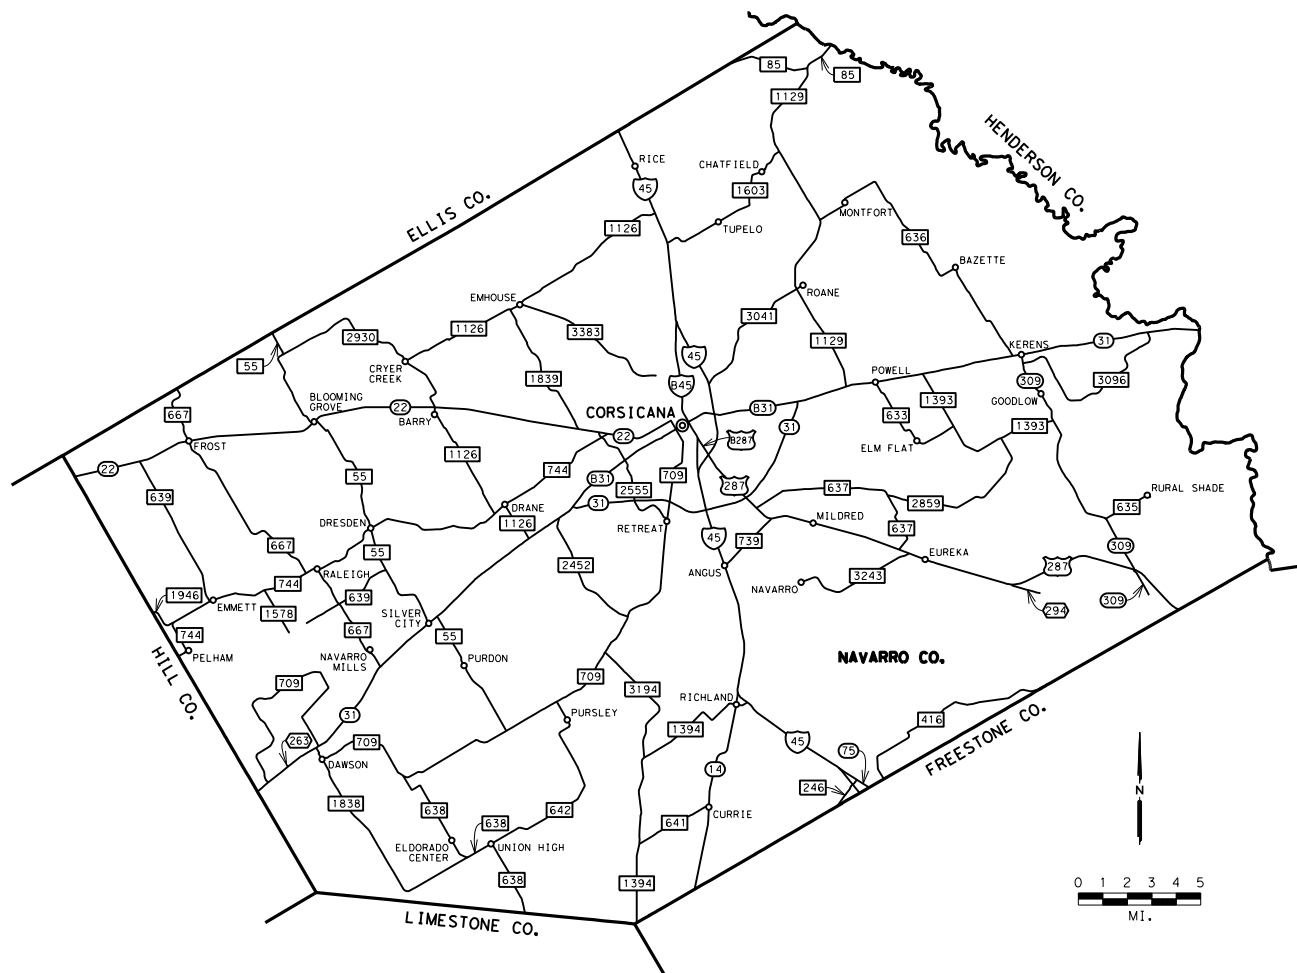 85
85
1129
HENDERSON CO.
RICE
CHATFIELD
45
1603
ELLIS CO.
MONTFORT
1126
TUPELO
636
BAZETTE
EMHOUSE
ROANE
3041
1126
3383
2930
1129
31
KERENS
45
55
CRYER
CREEK
POWELL
309
3096
1839
B45
BLOOMING
GROVE
GOODLOW
1393
22
CORSICANA
B31
667
BARRY
633
1393
31
22
FROST
B287
ELM FLAT
1126
22
744
709
55
B31
639
2555
287
637
RURAL SHADE
31
2859
635
DRANE
DRESDEN
1126
RETREAT
MILDRED
637
667
55
45
739
309
EUREKA
2452
ANGUS
287
RALEIGH
744
3243
NAVARRO
1946
639
EMMETT
309
1578
SILVER
CITY
294
744
667
55
PELHAM
NAVARRO
MILLS
PURDON
NAVARRO CO.
HILL CO.
709
709
3194
RICHLAND
31
PURSLEY
416
1394
263
709
45
FREESTONE CO.
75
DAWSON
14
246
N
1838
638
642
641
CURRIE
638
ELDORADO
CENTER
UNION HIGH
638
1394
0 1 2 3 4 5
MI.
LIMESTONE CO.